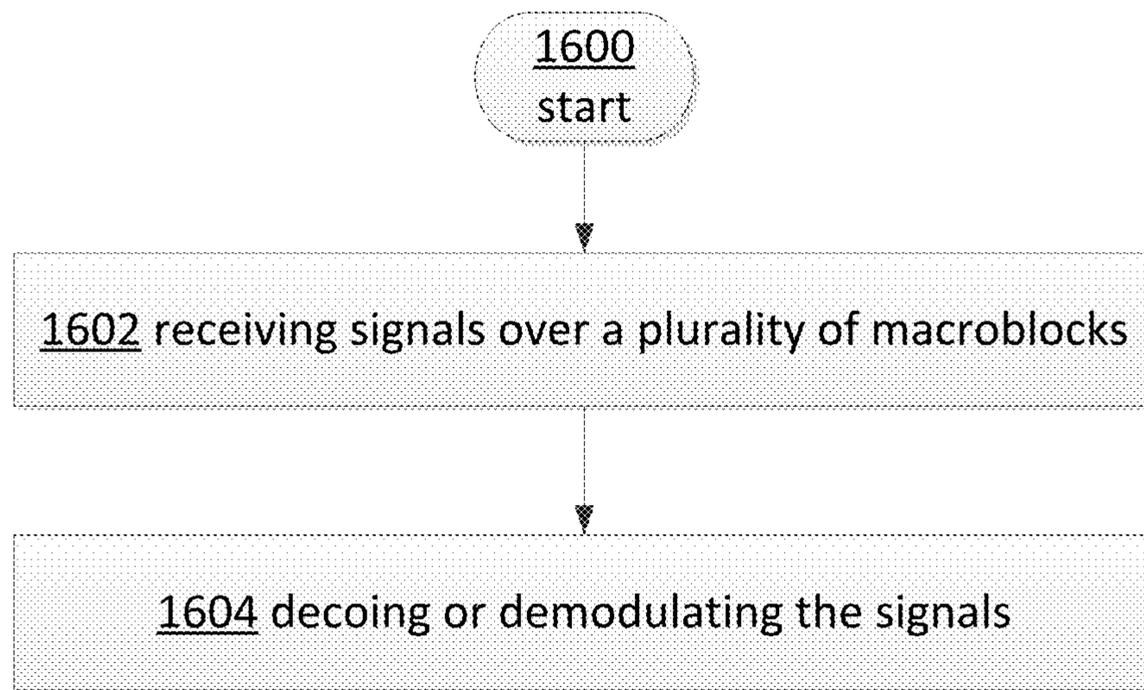 1600
start
1602 receiving signals over a plurality of macroblocks
1604 decoing or demodulating the signals